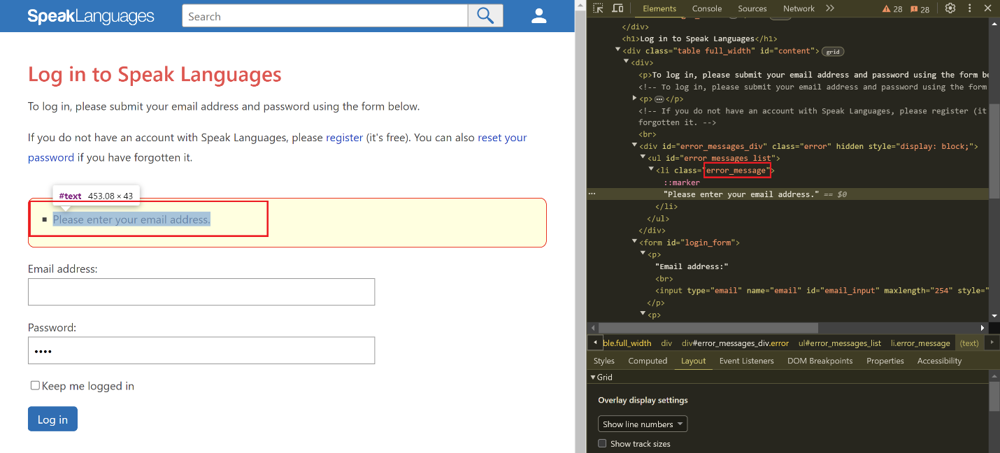 SpeakLanguages
Search
Log in to Speak Languages
To log in, please submit your email address and password using the form below.
If you do not have an account with Speak Languages, please register (it's free). You can also reset your
password if you have forgotten it.
#text 453.08 × 43
Please enter your email address.
Email address:
Password:
Keep me logged in
Log in
Elements Console Sources Network 28 28
</div>
<h1>Log in to Speak Languages</h1>
<div class="table full_width" id="content"> grid
<div>
<p>To log in, please submit your email address and password using the form be
<!-- To log in, please submit your email address and password using the form
<p> </p>
<!-- If you do not have an account with Speak Languages, please register (it
forgotten it. -->
<br>
<div id="error_messages_div" class="error" hidden style="display: block;">
<ul id="error_messages_list">
<li class="error_message">
::marker
"Please enter your email address." == $0
</li>
</ul>
</div>
<form id="login_form">
<p>
"Email address:"
<br>
<input type="email" name="email" id="email_input" maxlength="254" style="
</p>
<p>
ble.full_width div div#error_messages_div.error ul#error_messages_list li.error_message (text)
Styles Computed Layout Event Listeners DOM Breakpoints Properties Accessibility
Grid
Overlay display settings
Show line numbers
Show track sizes